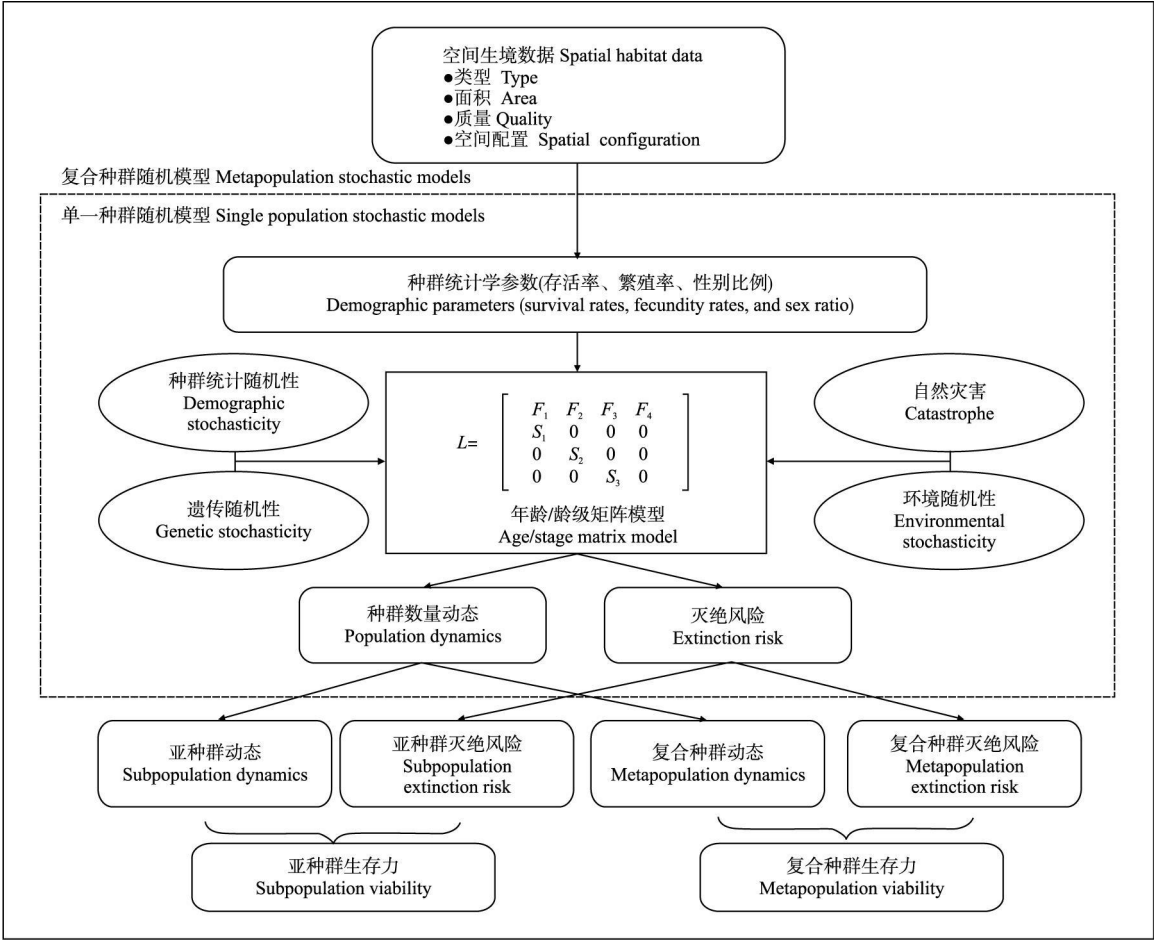 空间生境数据 Spatial habitat data
●类型 Type
●面积 Area
●质量 Quality
●空间配置 Spatial configuration
复合种群随机模型 Metapopulation stochastic models
单一种群随机模型 Single population stochastic models
种群统计学参数(存活率、繁殖率、性别比例)
Demographic parameters (survival rates, fecundity rates, and sex ratio)
种群统计随机性
Demographic
stochasticity
遗传随机性
Genetic stochasticity
L=
F₁ F₂ F₃ F₄
S₁ 0 0 0
0 S₂ 0 0
0 0 S₃ 0
年龄/龄级矩阵模型
Age/stage matrix model
自然灾害
Catastrophe
环境随机性
Environmental
stochasticity
种群数量动态
Population dynamics
灭绝风险
Extinction risk
亚种群动态
Subpopulation dynamics
亚种群灭绝风险
Subpopulation
extinction risk
复合种群动态
Metapopulation dynamics
复合种群灭绝风险
Metapopulation
extinction risk
亚种群生存力
Subpopulation viability
复合种群生存力
Metapopulation viability